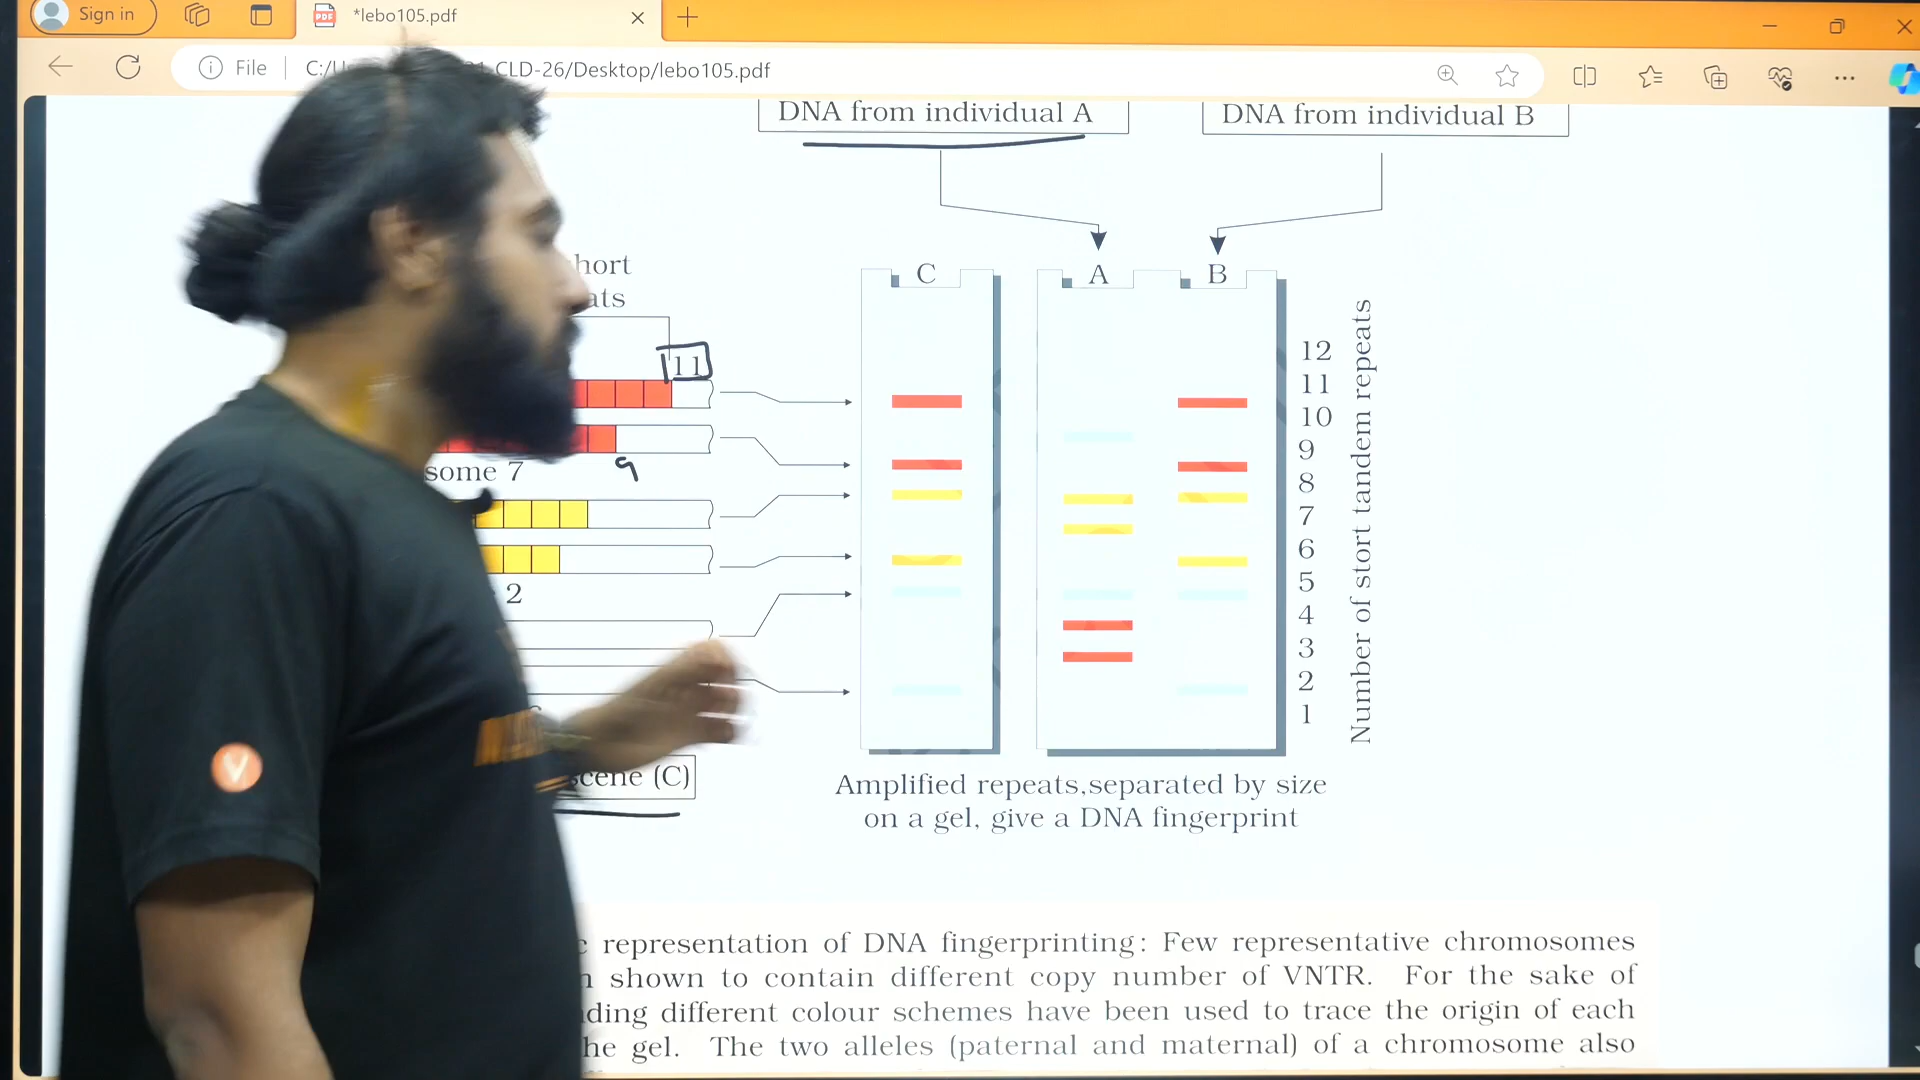 Sign in
PDF
*lebo105.pdf
File
CLD-26/Desktop/lebo105.pdf
DNA from individual A
DNA from individual B
C
A
B
11
9
some 7
2
12
11
10
9
8
7
6
5
4
3
2
1
Number of stort tandem repeats
scene (C)
V
Amplified repeats,separated by size
on a gel, give a DNA fingerprint
representation of DNA fingerprinting: Few representative chromosomes
shown to contain different copy number of VNTR. For the sake of
different colour schemes have been used to trace the origin of each
he gel. The two alleles (paternal and maternal) of a chromosome also